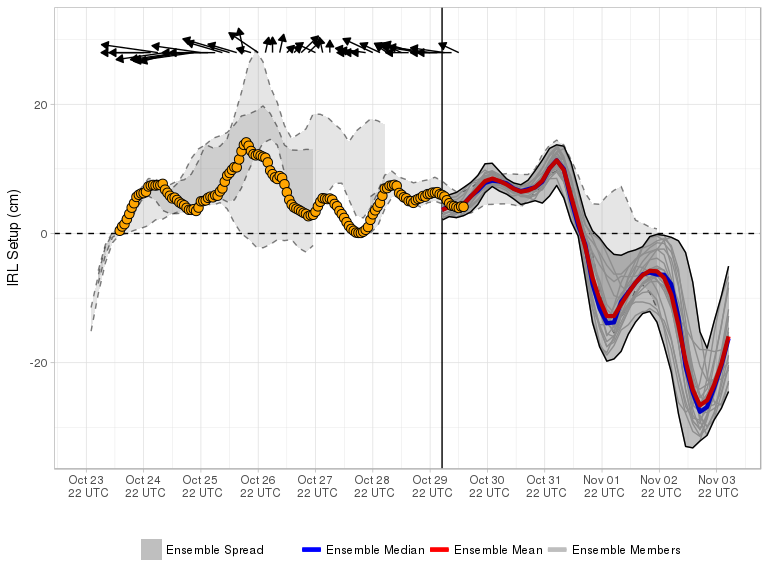 IRL Setup (cm)
20
0
-20
Oct 23 Oct 24 Oct 25 Oct 26 Oct 27 Oct 28 Oct 29 Oct 30 Oct 31 Nov 01 Nov 02 Nov 03
22 UTC 22 UTC 22 UTC 22 UTC 22 UTC 22 UTC 22 UTC 22 UTC 22 UTC 22 UTC 22 UTC 22 UTC
Ensemble Spread Ensemble Median Ensemble Mean Ensemble Members